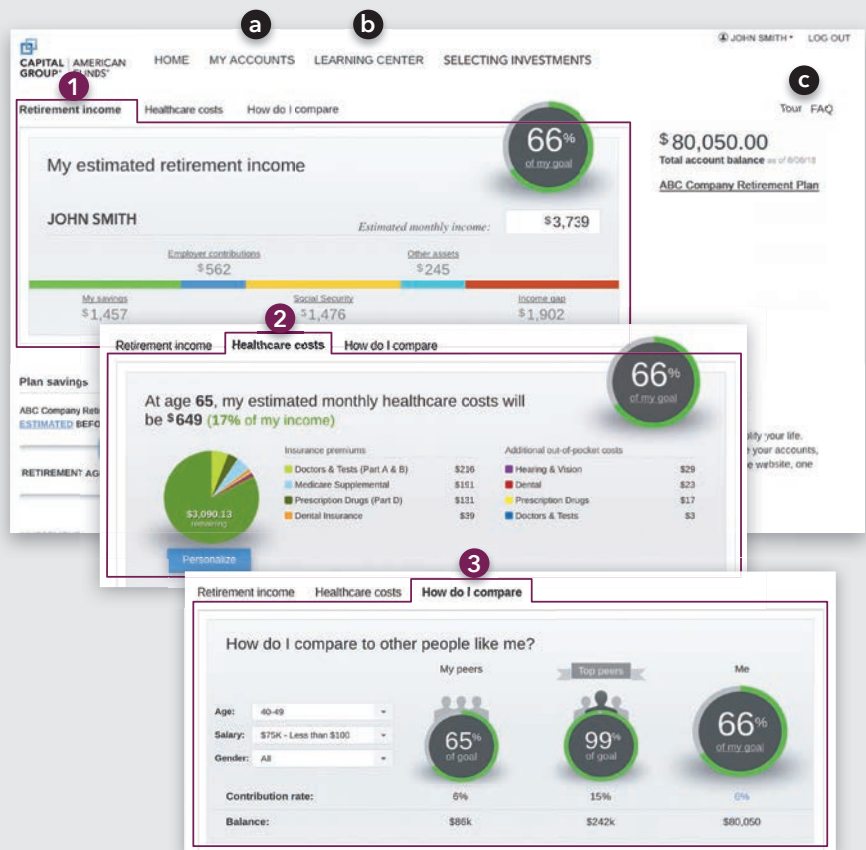 a
b
JOHN SMITH
LOG OUT
CAPITAL GROUP® | AMERICAN FUNDS®
HOME
MY ACCOUNTS
LEARNING CENTER
SELECTING INVESTMENTS
1
c
Retirement income
Healthcare costs
How do I compare
Tour
FAQ
66%
of my goal
My estimated retirement income
$80,050.00
Total account balance as of 6/06/18
ABC Company Retirement Plan
JOHN SMITH
Estimated monthly income:
$3,739
Employer contributions
$562
Other assets
$245
My savings
$1,457
Social Security
$1,476
Income gap
$1,902
2
Retirement income
Healthcare costs
How do I compare
Plan savings
ABC Company Reti
ESTIMATED BEFO
RETIREMENT AG
66%
of my goal
At age 65, my estimated monthly healthcare costs will
be $649 (17% of my income)
plify your life.
e your accounts,
e website, one
Insurance premiums
Doctors & Tests (Part A & B) $216
Medicare Supplemental $191
Prescription Drugs (Part D) $131
Dental Insurance $39
Additional out-of-pocket costs
Hearing & Vision $29
Dental $23
Prescription Drugs $17
Doctors & Tests $3
$3,090.13
remaining
Personalize
3
Retirement income
Healthcare costs
How do I compare
How do I compare to other people like me?
My peers
Top peers
Me
Age: 40-49
Salary: $75K - Less than $100
Gender: All
65%
of goal
99%
of goal
66%
of my goal
Contribution rate: 6% 15% 6%
Balance: $86k $242k $80,050